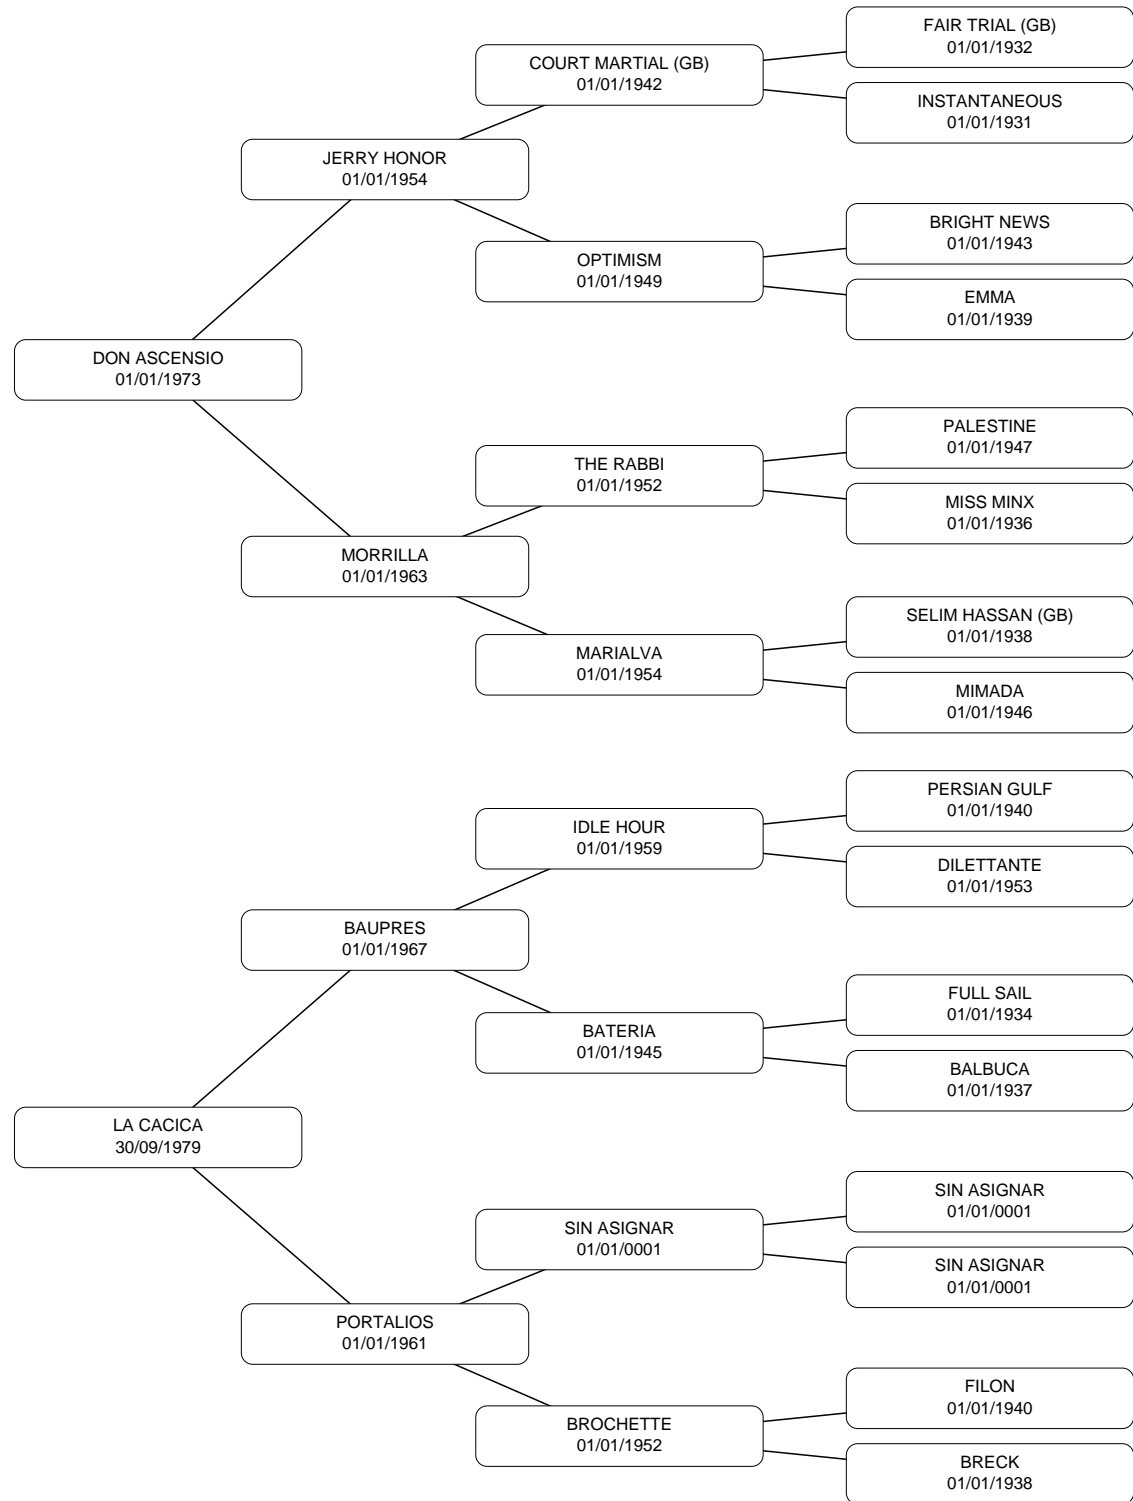 FAIR TRIAL (GB)
01/01/1932
COURT MARTIAL (GB)
01/01/1942
INSTANTANEOUS
01/01/1931
JERRY HONOR
01/01/1954
BRIGHT NEWS
01/01/1943
OPTIMISM
01/01/1949
EMMA
01/01/1939
DON ASCENSIO
01/01/1973
PALESTINE
01/01/1947
THE RABBI
01/01/1952
MISS MINX
01/01/1936
MORRILLA
01/01/1963
SELIM HASSAN (GB)
01/01/1938
MARIALVA
01/01/1954
MIMADA
01/01/1946
PERSIAN GULF
01/01/1940
IDLE HOUR
01/01/1959
DILETTANTE
01/01/1953
BAUPRES
01/01/1967
FULL SAIL
01/01/1934
BATERIA
01/01/1945
BALBUCA
01/01/1937
LA CACICA
30/09/1979
SIN ASIGNAR
01/01/0001
SIN ASIGNAR
01/01/0001
SIN ASIGNAR
01/01/0001
PORTALIOS
01/01/1961
FILON
01/01/1940
BROCHETTE
01/01/1952
BRECK
01/01/1938